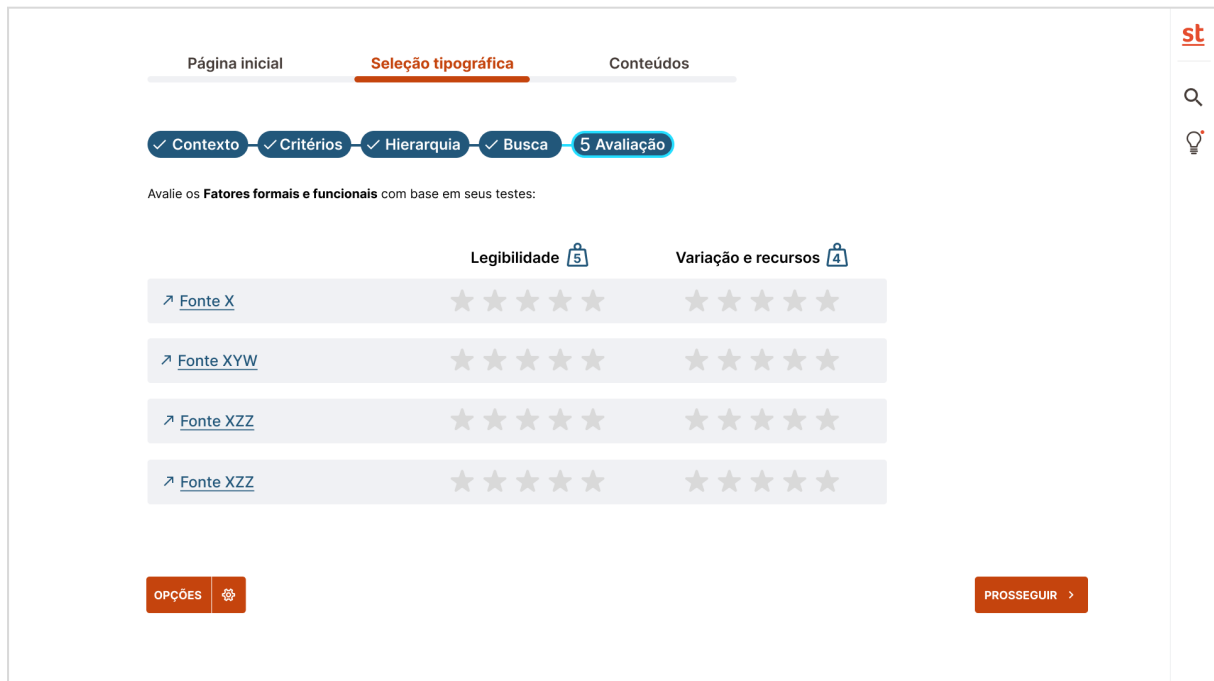 st
Página inicial Seleção tipográfica Conteúdos
Contexto Critérios Hierarquia Busca 5 Avaliação
Avalie os Fatores formais e funcionais com base em seus testes:
Legibilidade 5 Variação e recursos 4
Fonte X
Fonte XYW
Fonte XZZ
Fonte XZZ
OPÇÕES PROSSEGUIR